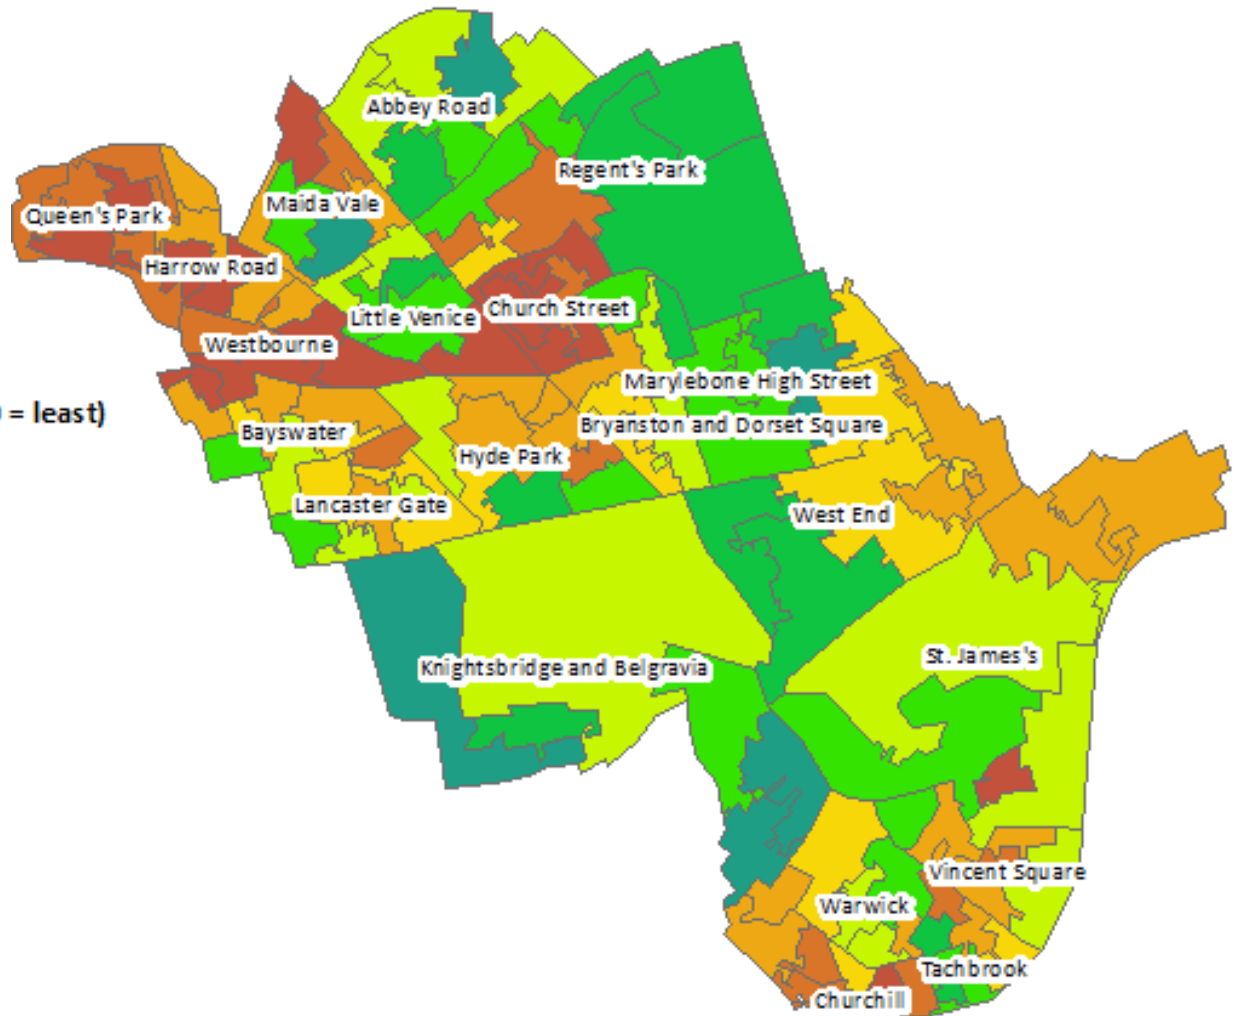 Abbey Road
Regent's Park
Maida Vale
Queen's Park
Harrow Road
Church Street
Little Venice
Westbourne
Marylebone High Street
= least)
Bryanston and Dorset Square
Bayswater
Hyde Park
Lancaster Gate
West End
St. James's
Knightsbridge and Belgravia
Vincent Square
Warwick
Tachbrook
Churchill